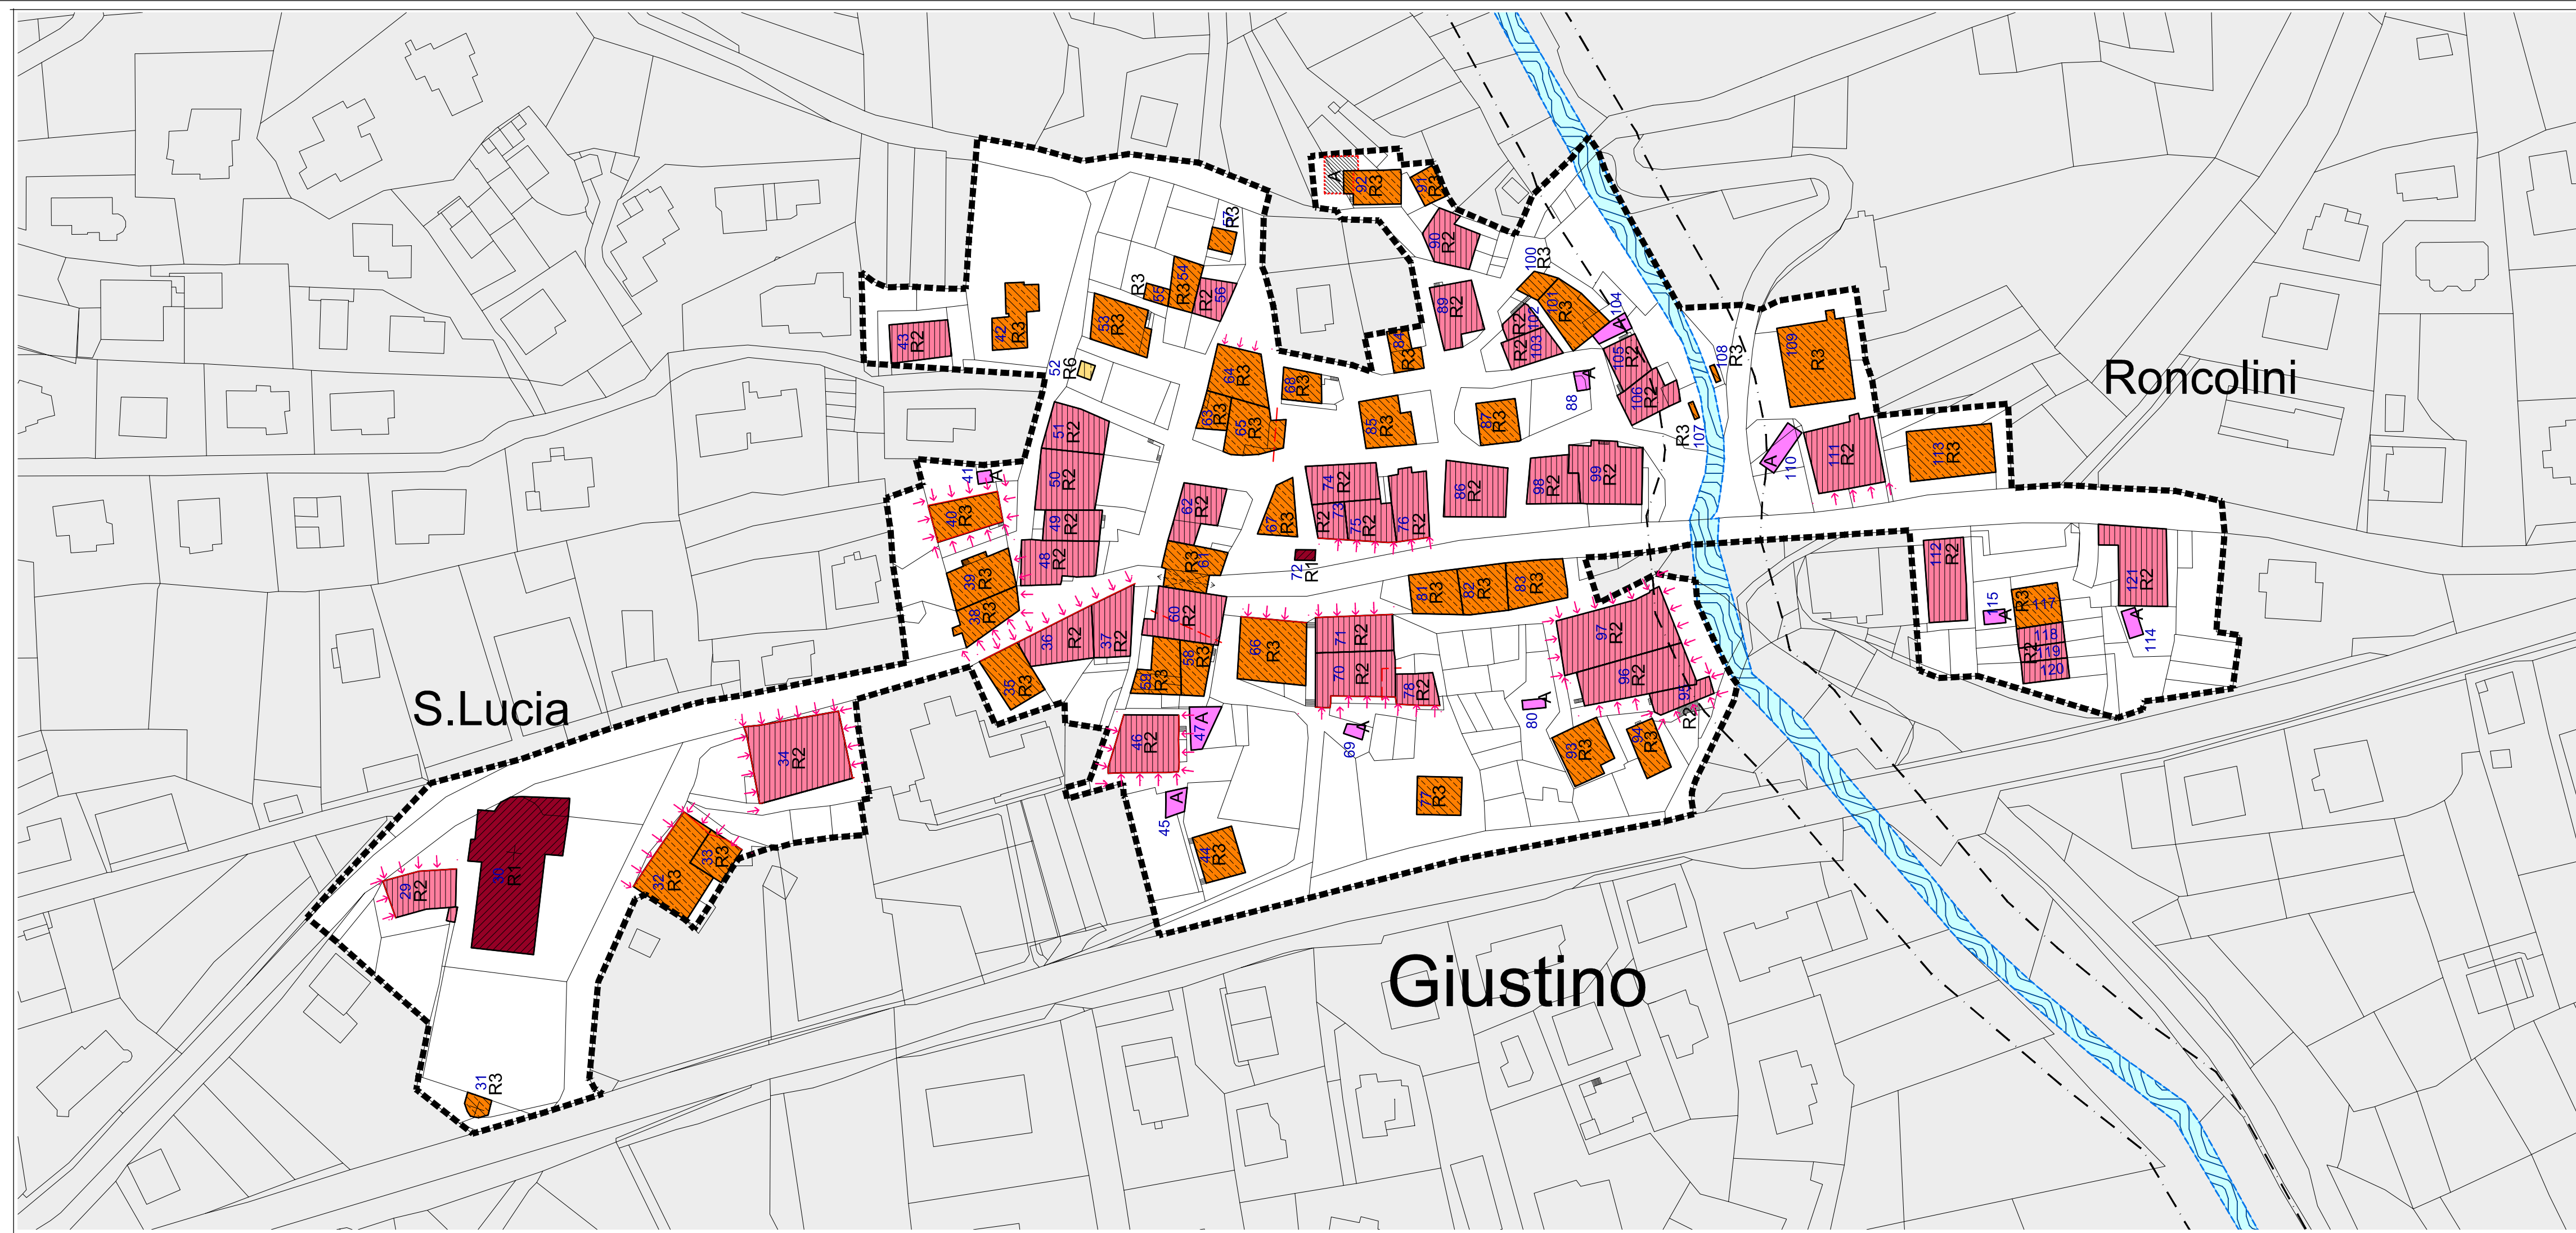 S.Lucia
Giustino
Roncolini
29
R2
30
R1
31
R3
32
R3
33
R3
34
R2
35
R3
36
R2
37
R2
38
R3
39
R3
40
R3
41
A
42
R3
43
R2
44
R3
45
A
46
R2
47A
48
R2
49
R2
50
R2
51
R2
52
R6
53
R3
R354
55
R3
56
R2
57
R3
58
R3
59
R3
60
R2
61
R3
62
R2
63
R3
64
R3
65
R3
66
R3
67
R3
68
R3
69
A
70
R2
71
R2
72
R1
73
R2
74
R2
75
R2
76
R2
77
R3
78
R2
80
A
81
R3
82
R3
83
R3
84
R3
85
R3
86
R2
87
R3
88
A
89
R2
90
R2
91
R3
92
R3
A
93
R3
94
R3
95
R2
96
R2
97
R2
98
R2
99
R2
100
R3
101
R3
102
R2
103
R2
104
A
105
R2
106
R2
107
R3
108
R3
109
R3
110
A
111
R2
112
R2
113
R3
114
A
115
A
117
R3
118
119
120
R2
121
R2